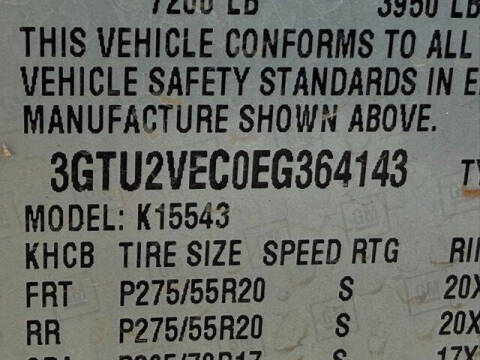 7200 LB 3950 LB
THIS VEHICLE CONFORMS TO ALL
VEHICLE SAFETY STANDARDS IN
MANUFACTURE SHOWN ABOVE.
3GTU2VEC0EG364143
MODEL: K15543
KHCB TIRE SIZE SPEED RTG
FRT P275/55R20 S 20X
RR P275/55R20 S 20X